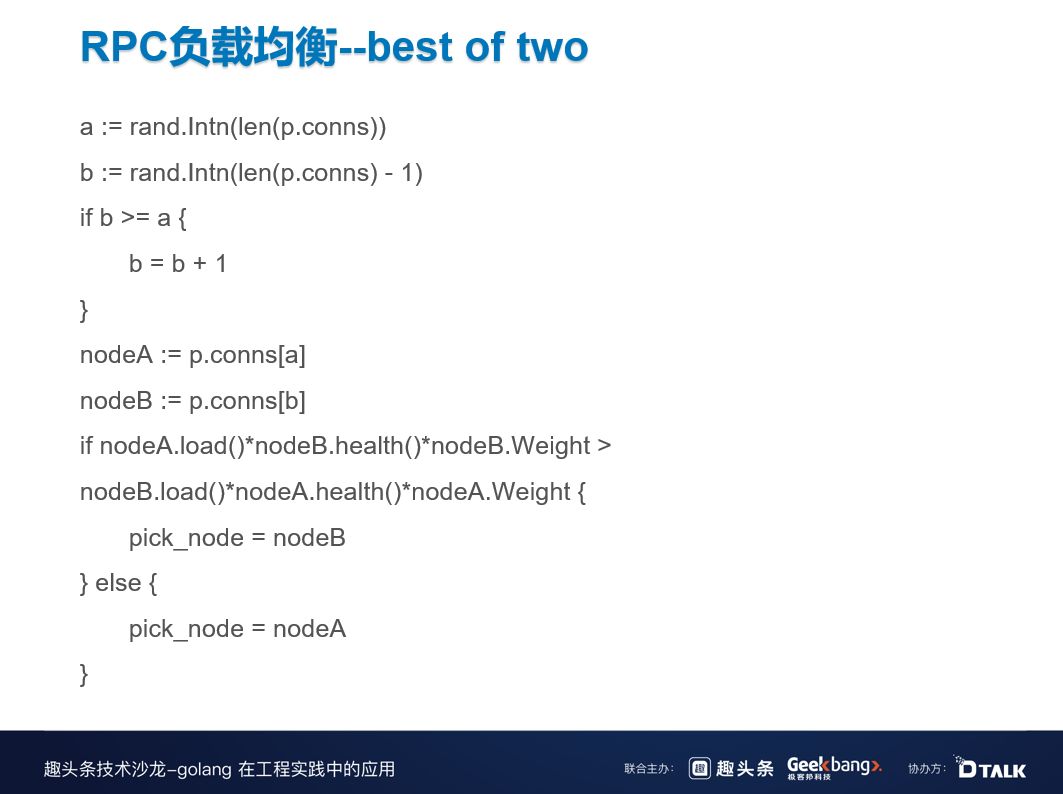 RPC负载均衡--best of two
a := rand.Intn(len(p.conns))
b := rand.Intn(len(p.conns) - 1)
if b >= a {
b = b + 1
}
nodeA := p.conns[a]
nodeB := p.conns[b]
if nodeA.load()*nodeB.health()*nodeB.Weight >
nodeB.load()*nodeA.health()*nodeA.Weight {
pick_node = nodeB
} else {
pick_node = nodeA
}
趣头条技术沙龙–golang 在工程实践中的应用
联合主办: 趣 趣头条 Geekbang 极客邦科技 协办方: DTALK